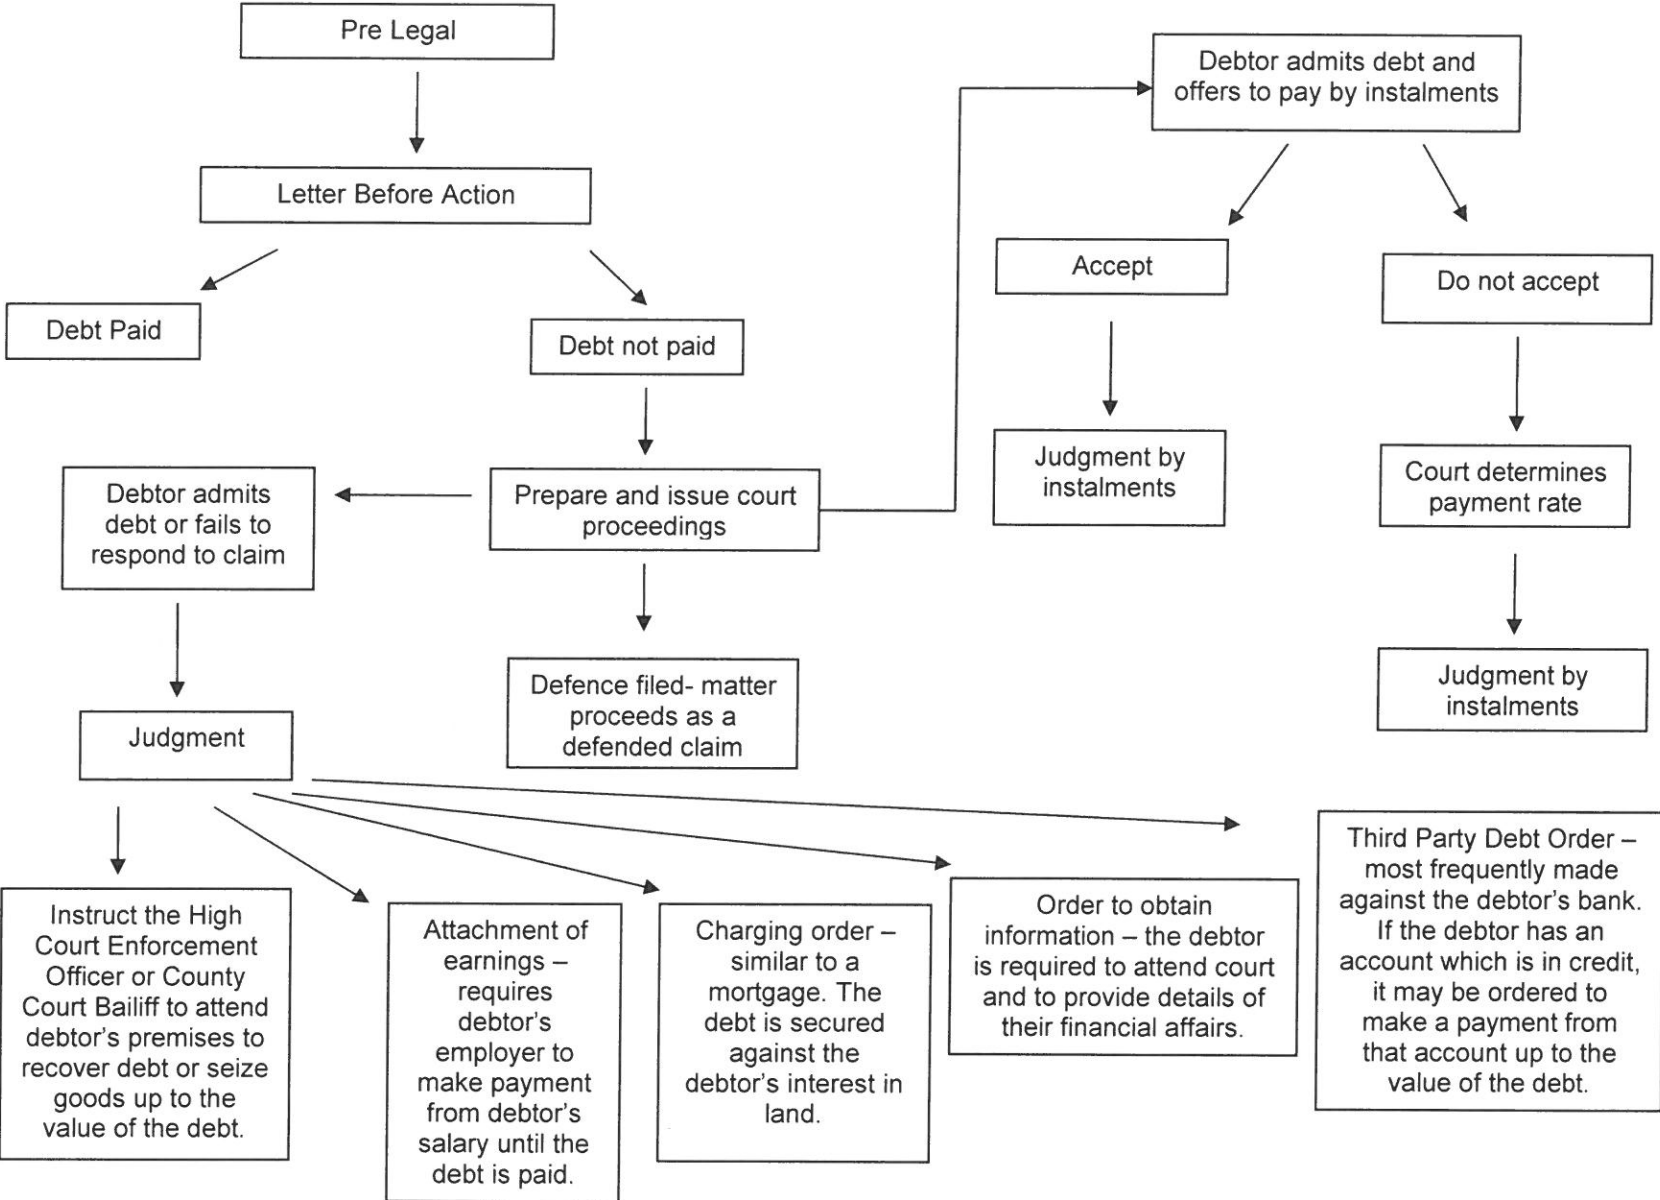 Pre Legal
Debtor admits debt and
offers to pay by instalments
Letter Before Action
Accept
Do not accept
Debt Paid
Debt not paid
Judgment by
instalments
Court determines
payment rate
Debtor admits
debt or fails to
respond to claim
Prepare and issue court
proceedings
Defence filed- matter
proceeds as a
defended claim
Judgment by
instalments
Judgment
Instruct the High
Court Enforcement
Officer or County
Court Bailiff to attend
debtor's premises to
recover debt or seize
goods up to the
value of the debt.
Attachment of
earnings –
requires
debtor's
employer to
make payment
from debtor's
salary until the
debt is paid.
Charging order –
similar to a
mortgage. The
debt is secured
against the
debtor's interest in
land.
Order to obtain
information – the debtor
is required to attend court
and to provide details of
their financial affairs.
Third Party Debt Order –
most frequently made
against the debtor's bank.
If the debtor has an
account which is in credit,
it may be ordered to
make a payment from
that account up to the
value of the debt.